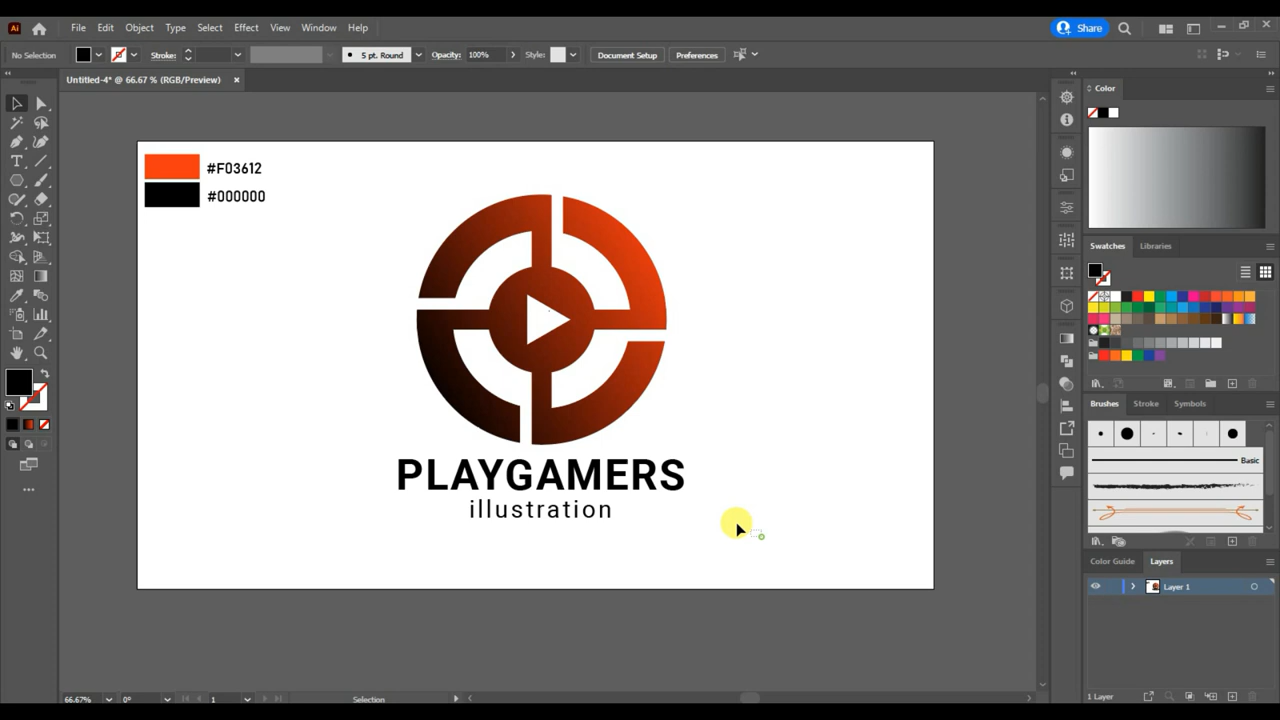 Ai File Edit Object Type Select Effect View Window Help Share
No Selection Stroke: 5 pt. Round Opacity: 100% Style: Document Setup Preferences
Untitled-4* @ 66.67 % (RGB/Preview) ×
Color
#F03612
#000000
Swatches Libraries
PLAYGAMERS
illustration
Brushes Stroke Symbols
Basic
Color Guide Layers
Layer 1
66.67% 0° 1 Selection 1 Layer